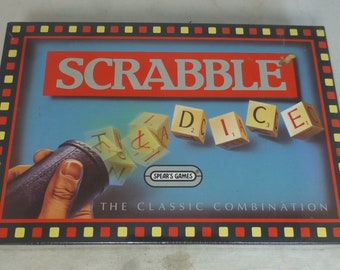 SCRABBLE
DICE
SPEAR'S GAMES
THE CLASSIC COMBINATION